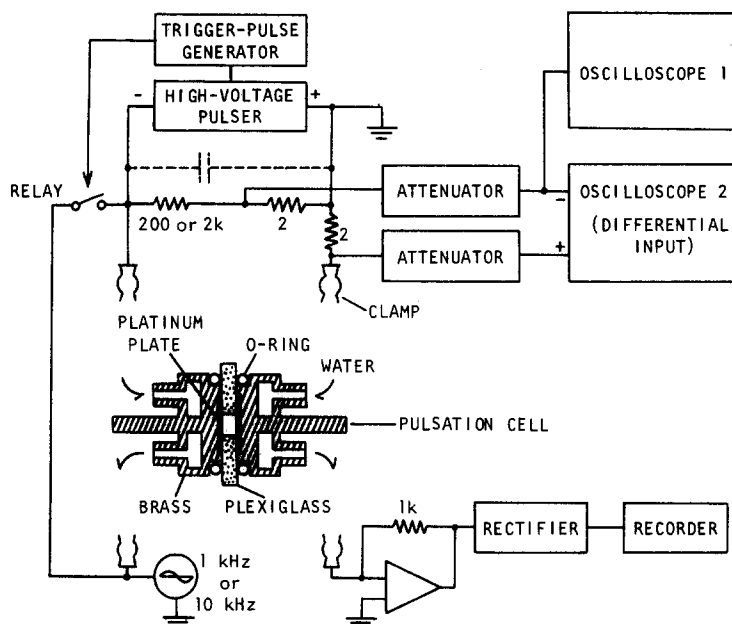 TRIGGER-PULSE
GENERATOR
OSCILLOSCOPE 1
- HIGH-VOLTAGE +
PULSER
RELAY
ATTENUATOR
OSCILLOSCOPE 2
-
(DIFFERENTIAL
INPUT)
+
200 or 2k
2
2
ATTENUATOR
CLAMP
PLATINUM
PLATE
O-RING
WATER
PULSATION CELL
BRASS
PLEXIGLASS
1k
RECTIFIER
RECORDER
1 kHz
or
10 kHz